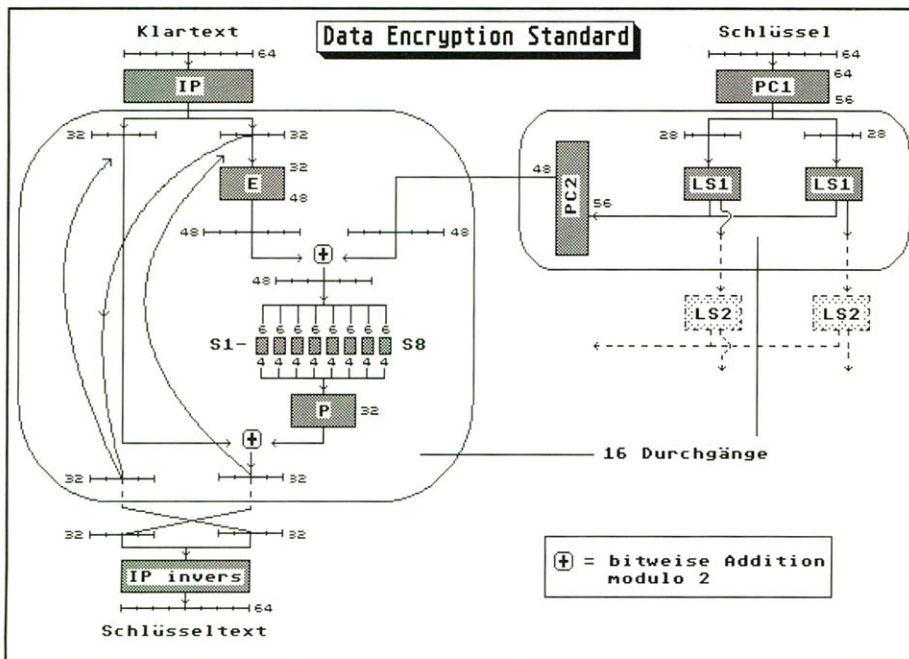 Data Encryption Standard
Klartext
64
IP
32
32
32
E
48
48
48
+
48
6 6 6 6 6 6 6 6
S1- S8
4 4 4 4 4 4 4 4
P 32
+
32
32
32
32
IP invers
64
Schlüsseltext
Schlüssel
64
64
PC1
56
28
28
48
PC2
56
LS1
LS1
LS2
LS2
16 Durchgänge
+ = bitweise Addition
modulo 2